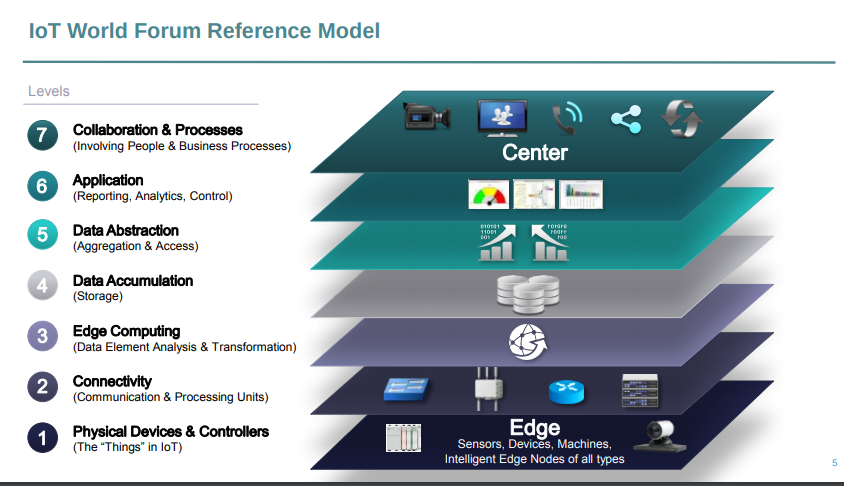 IoT World Forum Reference Model
Levels
7
Collaboration & Processes
(Involving People & Business Processes)
6
Application
(Reporting, Analytics, Control)
5
Data Abstraction
(Aggregation & Access)
4
Data Accumulation
(Storage)
3
Edge Computing
(Data Element Analysis & Transformation)
2
Connectivity
(Communication & Processing Units)
1
Physical Devices & Controllers
(The “Things” in IoT)
Center
010101
11001
001
Edge
Sensors, Devices, Machines,
Intelligent Edge Nodes of all types
5